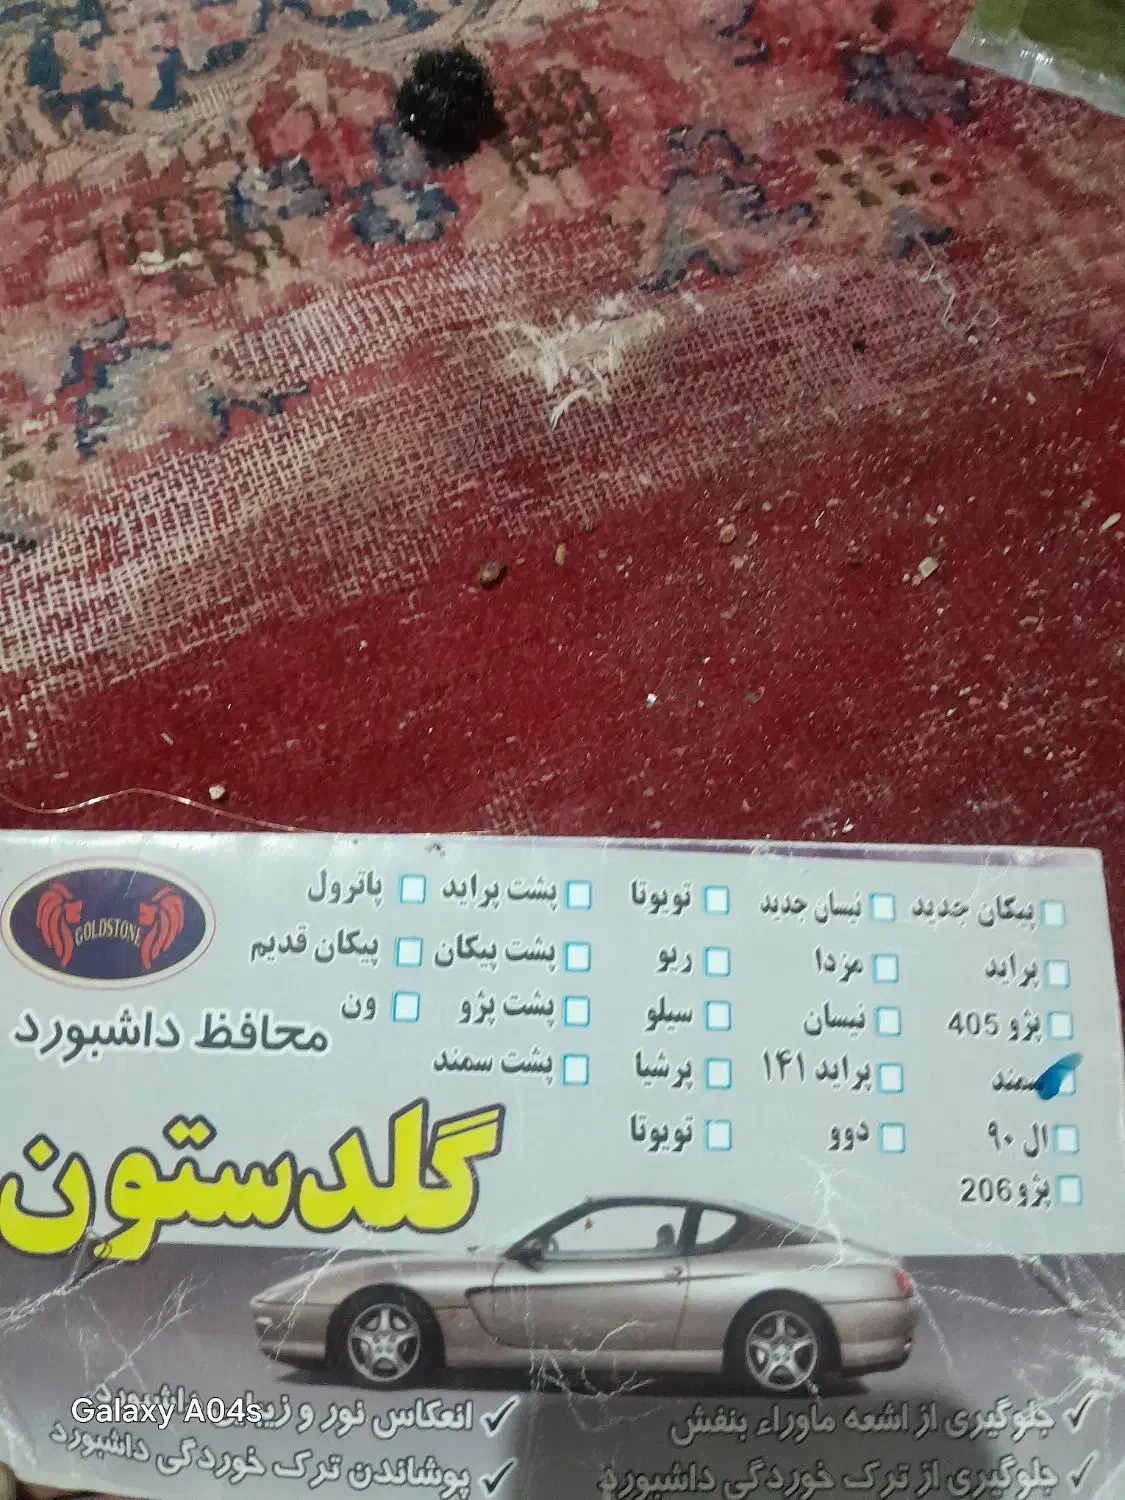 پیکان جدید
نیسان جدید
تویوتا
پشت پراید
پاترول
پراید
مزدا
ریو
پشت پیکان
پیکان قدیم
پژو 405
نیسان
سیلو
پشت پژو
ون
سمند
پراید ۱۴۱
پرشیا
پشت سمند
ال ۹۰
دوو
تویوتا
پژو 206
GOLDSTONE
محافظ داشبورد
گلدستون
جلوگیری از اشعه ماوراء بنفش
انعکاس نور و زیبایی داشبورد
جلوگیری از ترک خوردگی داشبورد
پوشاندن ترک خوردگی داشبورد
Galaxy A04s